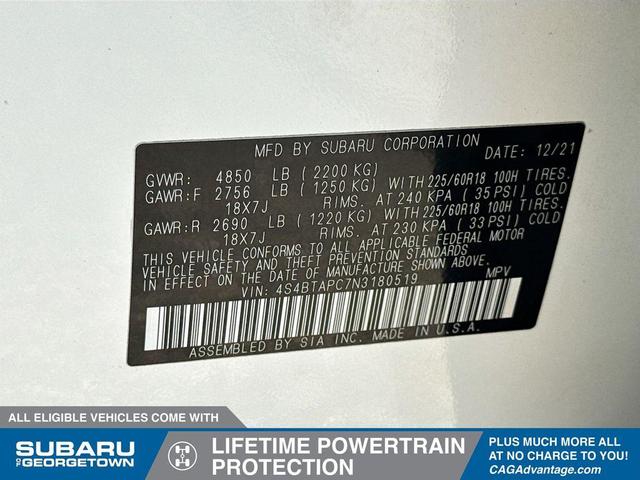 MFD BY SUBARU CORPORATION
DATE: 12/21
GVWR: 4850 LB ( 2200 KG)
GAWR:F 2756 LB ( 1250 KG) WITH 225/60R18 100H TIRES.
18X7J RIMS. AT 240 KPA ( 35 PSI) COLD
GAWR:R 2690 LB ( 1220 KG) WITH 225/60R18 100H TIRES.
18X7J RIMS. AT 230 KPA ( 33 PSI) COLD
THIS VEHICLE CONFORMS TO ALL APPLICABLE FEDERAL MOTOR
VEHICLE SAFETY AND THEFT PREVENTION STANDARDS
IN EFFECT ON THE DATE OF MANUFACTURE SHOWN ABOVE.
VIN: 4S4BTAPC7N3180519 MPV
ASSEMBLED BY SIA INC. MADE IN U.S.A.
ALL ELIGIBLE VEHICLES COME WITH
SUBARU
OF GEORGETOWN
LIFETIME POWERTRAIN
PROTECTION
PLUS MUCH MORE ALL
AT NO CHARGE TO YOU!
CAGAdvantage.com